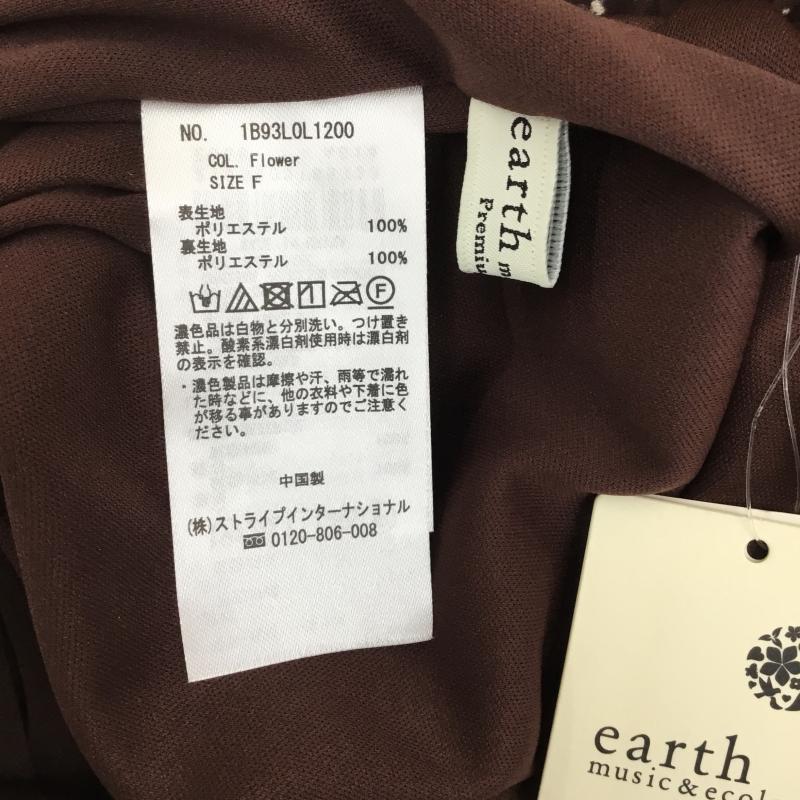 NO. 1B93L0L1200
COL. Flower
SIZE F
表生地
ポリエステル 100%
裏生地
ポリエステル 100%
濃色品は白物と分別洗い。つけ置き
禁止。酸素系漂白剤使用時は漂白剤
の表示を確認。
・濃色製品は摩擦や汗、雨等で濡れ
た時などに、他の衣料や下着に色
が移る事がありますのでご注意く
ださい。
中国製
(株)ストライプインターナショナル
0120-806-008
earth
m
Premiu
earth
music & ecol